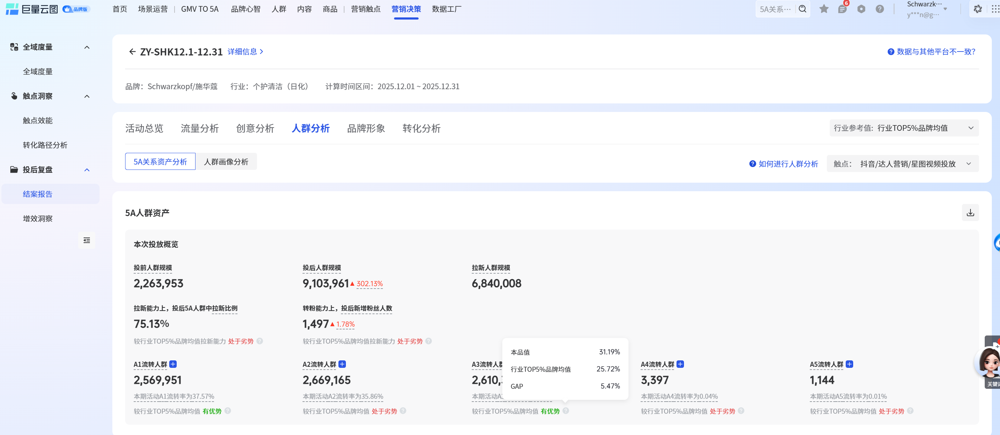 巨量云图 品牌版 首页 场景运营 | GMV TO 5A 品牌心智 人群 内容 商品 | 营销触点 营销决策 数据工厂 5A关系… 6 Schwarzk…
y***n@g…
全域度量
全域度量
触点洞察
触点效能
转化路径分析
投后复盘
结案报告
增效洞察
ZY-SHK12.1-12.31 详细信息 数据与其他平台不一致?
品牌：Schwarzkopf/施华蔻 行业：个护清洁（日化） 计算时间区间：2025.12.01 ~ 2025.12.31
活动总览 流量分析 创意分析 人群分析 品牌形象 转化分析 行业参考值: 行业TOP5%品牌均值
5A关系资产分析 人群画像分析 如何进行人群分析 触点： 抖音/达人营销/星图视频投放
5A人群资产
本次投放概览
投前人群规模 投后人群规模 拉新人群规模
2,263,953 9,103,961 302.13% 6,840,008
拉新能力上，投后5A人群中拉新比例 转粉能力上，投后新增粉丝人数
75.13% 1,497 1.78%
较行业TOP5%品牌均值拉新能力 处于劣势 较行业TOP5%品牌均值拉新能力 处于劣势
本品值 31.19%
行业TOP5%品牌均值 25.72%
GAP 5.47%
A1流转人群 A2流转人群 A3流转人群 A4流转人群 A5流转人群
2,569,951 2,669,165 2,610, 3,397 1,144
本期活动A1流转率为37.57% 本期活动A2流转率为35.86% 本期活动A3 本期活动A4流转率为0.04% 本期活动A5流转率为0.01%
较行业TOP5%品牌均值 有优势 较行业TOP5%品牌均值 处于劣势 较行业TOP5%品牌均值 有优势 较行业TOP5%品牌均值 处于劣势 较行业TOP5%品牌均值 处于劣势
关键